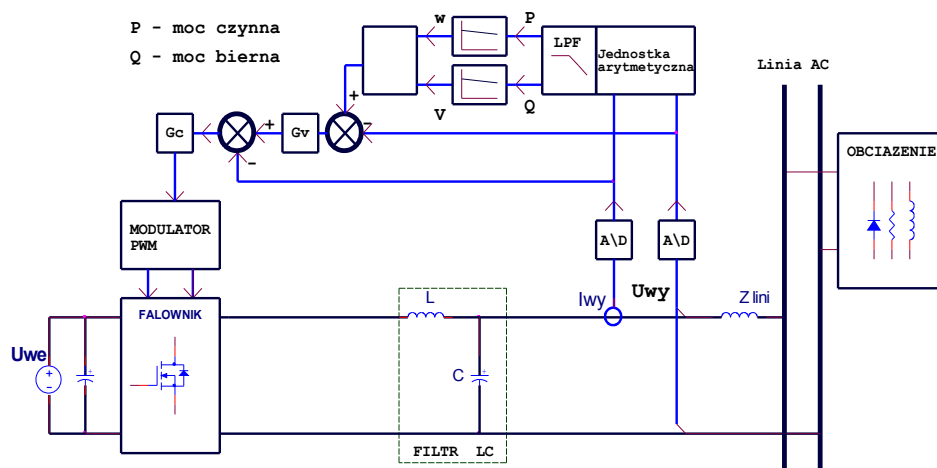 P - moc czynna
Q - moc bierna
w
P
LPF
Jednostka
arytmetyczna
Linia AC
V
Q
+
-
Gc
+
Gv
-
OBCIAZENIE
MODULATOR
PWM
A\D
A\D
L
Iwy
Uwy
Z lini
FALOWNIK
Uwe
+
-
+
C
+
FILTR LC